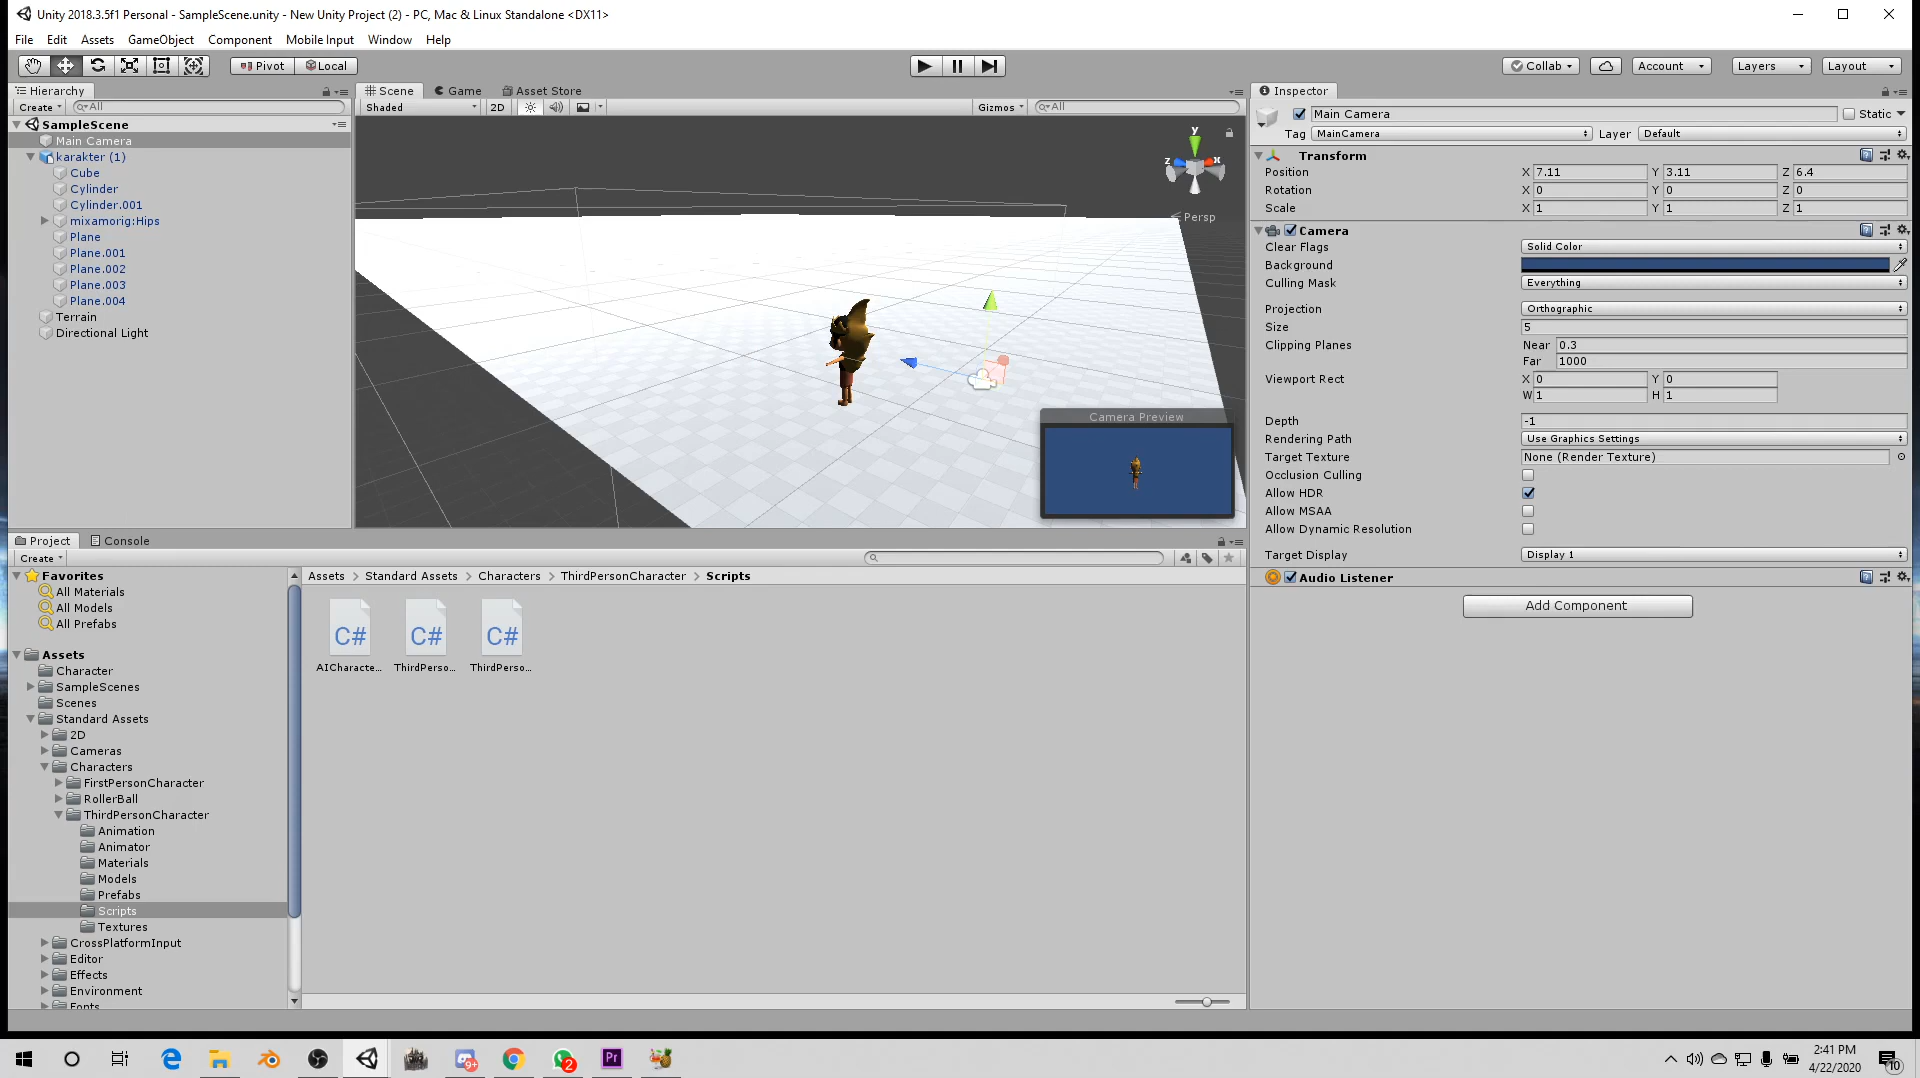 Unity 2018.3.5f1 Personal - SampleScene.unity - New Unity Project (2) - PC, Mac & Linux Standalone <DX11>
File Edit Assets GameObject Component Mobile Input Window Help
Pivot Local Collab Account Layers Layout
Hierarchy
Create All
SampleScene
Main Camera
karakter (1)
Cube
Cylinder
Cylinder.001
mixamorig:Hips
Plane
Plane.001
Plane.002
Plane.003
Plane.004
Terrain
Directional Light
Scene Game Asset Store
Shaded 2D Gizmos All
y
z x
Persp
Camera Preview
Inspector
Main Camera Static
Tag MainCamera Layer Default
Transform
Position X 7.11 Y 3.11 Z 6.4
Rotation X 0 Y 0 Z 0
Scale X 1 Y 1 Z 1
Camera
Clear Flags Solid Color
Background
Culling Mask Everything
Projection Orthographic
Size 5
Clipping Planes Near 0.3
Far 1000
Viewport Rect X 0 Y 0
W 1 H 1
Depth -1
Rendering Path Use Graphics Settings
Target Texture None (Render Texture)
Occlusion Culling
Allow HDR
Allow MSAA
Allow Dynamic Resolution
Target Display Display 1
Audio Listener
Add Component
Project Console
Create
Favorites
All Materials
All Models
All Prefabs
Assets
Character
SampleScenes
Scenes
Standard Assets
2D
Cameras
Characters
FirstPersonCharacter
RollerBall
ThirdPersonCharacter
Animation
Animator
Materials
Models
Prefabs
Scripts
Textures
CrossPlatformInput
Editor
Effects
Environment
Fonts
Assets > Standard Assets > Characters > ThirdPersonCharacter > Scripts
C# C# C#
AICharacte... ThirdPerso... ThirdPerso...
9+ 2 Pr
2:41 PM
4/22/2020
10